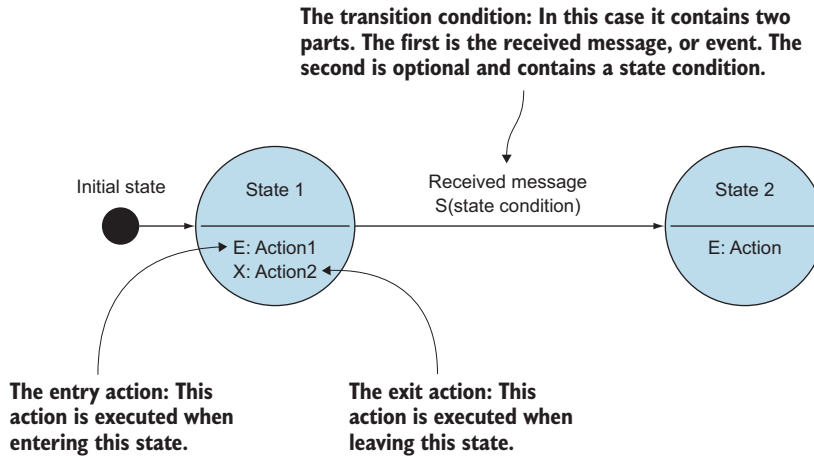 The transition condition: In this case it contains two
parts. The first is the received message, or event. The
second is optional and contains a state condition.
Initial state
State 1
E: Action1
X: Action2
Received message
S(state condition)
State 2
E: Action
The entry action: This
action is executed when
entering this state.
The exit action: This
action is executed when
leaving this state.